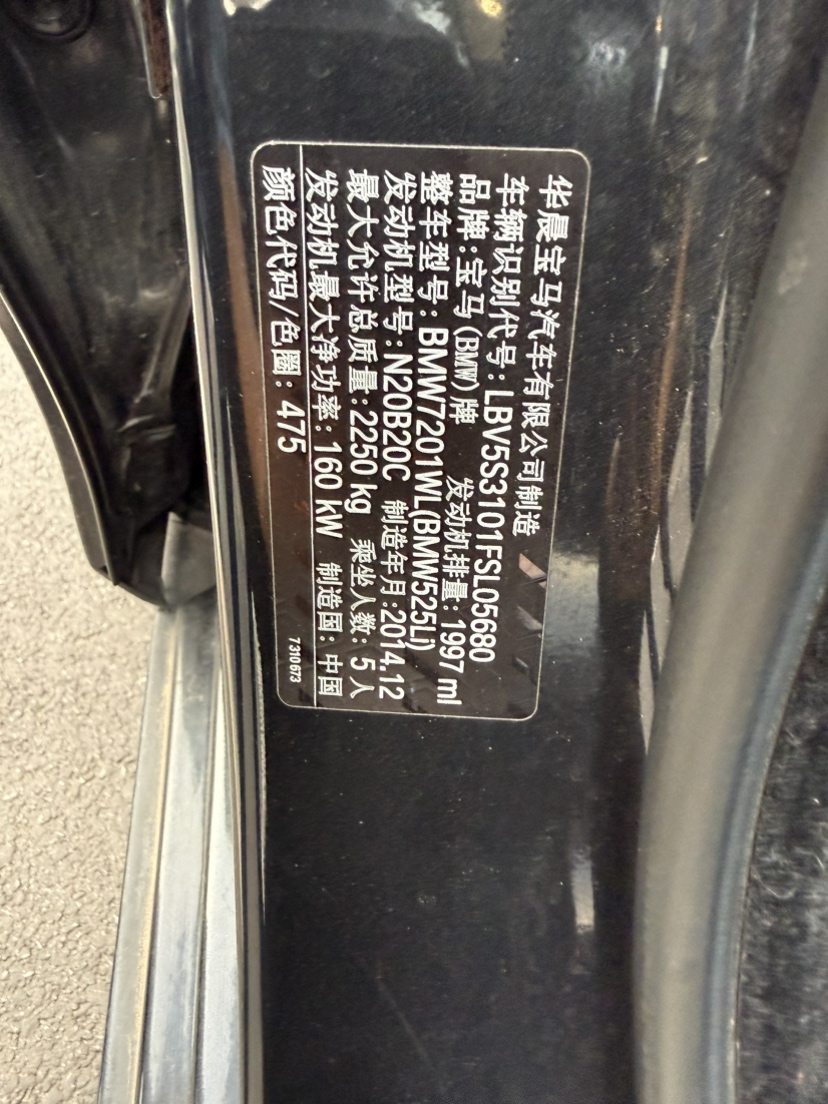 华晨宝马汽车有限公司制造
车辆识别代号:LBV5S3101FSL05680
品牌:宝马(BMW)牌 发动机排量:1997 ml
整车型号:BMW7201WL(BMW525Li)
发动机型号:N20B20C 制造年月:2014.12
最大允许总质量:2250 kg 乘坐人数:5人
发动机最大净功率:160 kW 制造国:中国
颜色代码/色圈:475
7310673